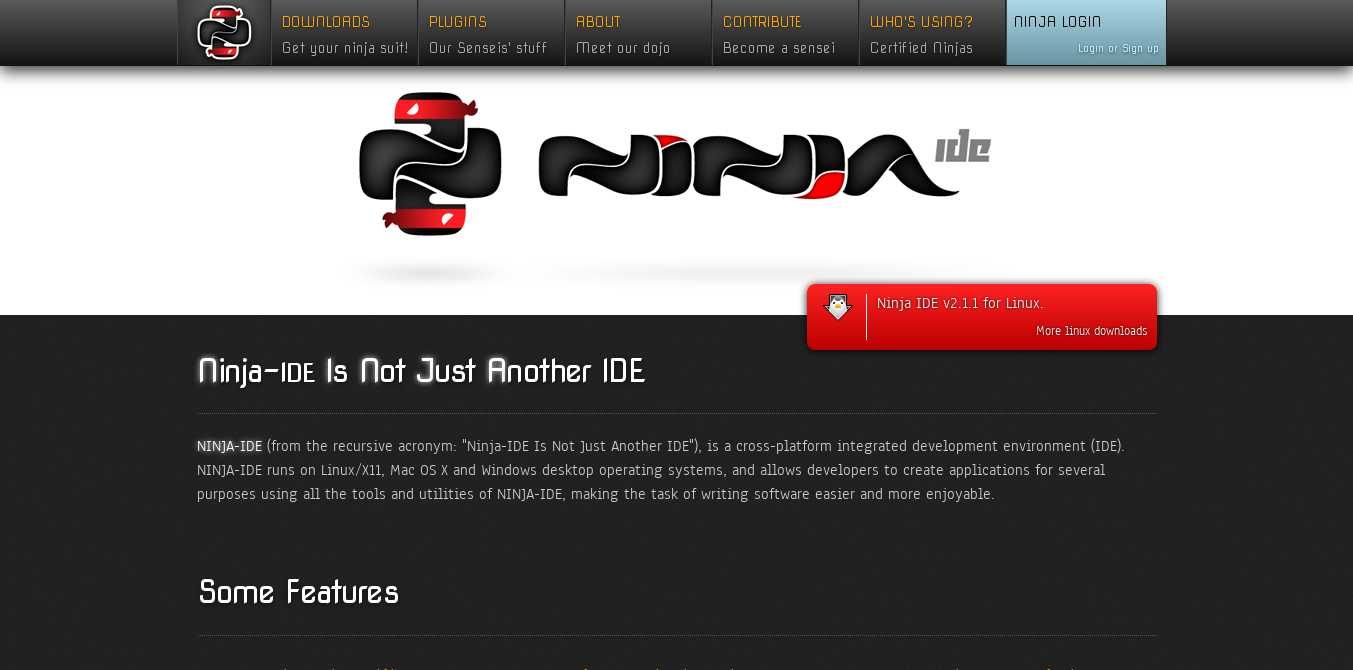 DOWNLOADS
Get your ninja suit!
PLUGINS
Our Senseis' stuff
ABOUT
Meet our dojo
CONTRIBUTE
Become a sensei
WHO'S USING?
Certified Ninjas
NINJA LOGIN
Login or Sign up
NINJA IDE
Ninja IDE v2.1.1 for Linux.
More linux downloads
Ninja-IDE Is Not Just Another IDE
NINJA-IDE (from the recursive acronym: "Ninja-IDE Is Not Just Another IDE"), is a cross-platform integrated development environment (IDE).
NINJA-IDE runs on Linux/X11, Mac OS X and Windows desktop operating systems, and allows developers to create applications for several
purposes using all the tools and utilities of NINJA-IDE, making the task of writing software easier and more enjoyable.
Some Features